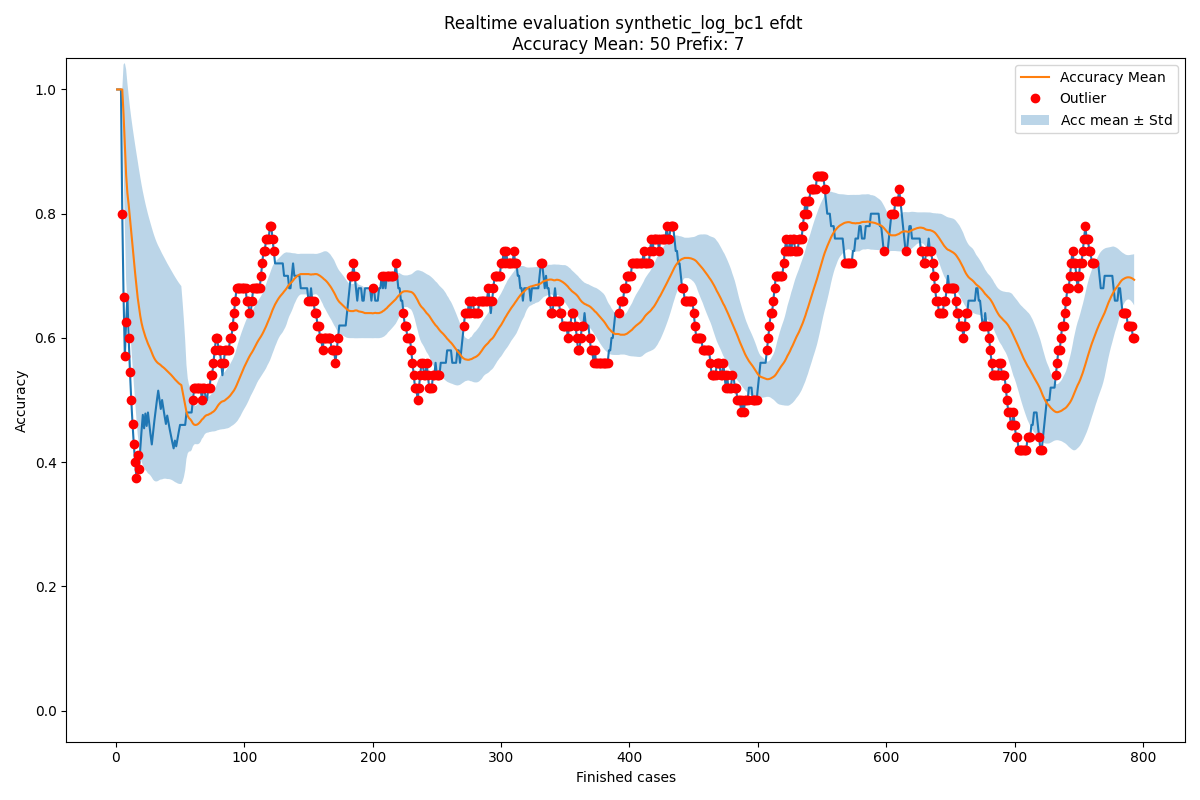 Realtime evaluation synthetic_log_bc1 efdt
Accuracy Mean: 50 Prefix: 7
Accuracy Mean
Outlier
Acc mean ± Std
1.0
0.8
0.6
0.4
0.2
0.0
Accuracy
0 100 200 300 400 500 600 700 800
Finished cases